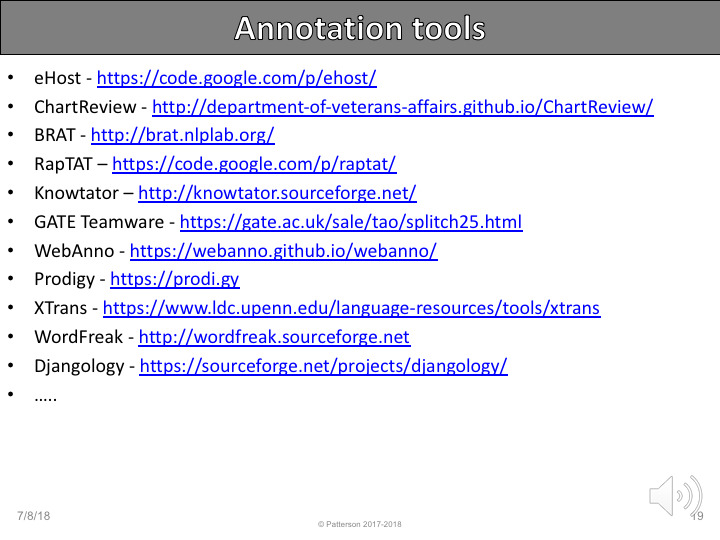 Annotation tools
• eHost - https://code.google.com/p/ehost/
• ChartReview - http://department-of-veterans-affairs.github.io/ChartReview/
• BRAT - http://brat.nlplab.org/
• RapTAT – https://code.google.com/p/raptat/
• Knowtator – http://knowtator.sourceforge.net/
• GATE Teamware - https://gate.ac.uk/sale/tao/splitch25.html
• WebAnno - https://webanno.github.io/webanno/
• Prodigy - https://prodi.gy
• XTrans - https://www.ldc.upenn.edu/language-resources/tools/xtrans
• WordFreak - http://wordfreak.sourceforge.net
• Djangology - https://sourceforge.net/projects/djangology/
• …..
7/8/18
© Patterson 2017-2018
19